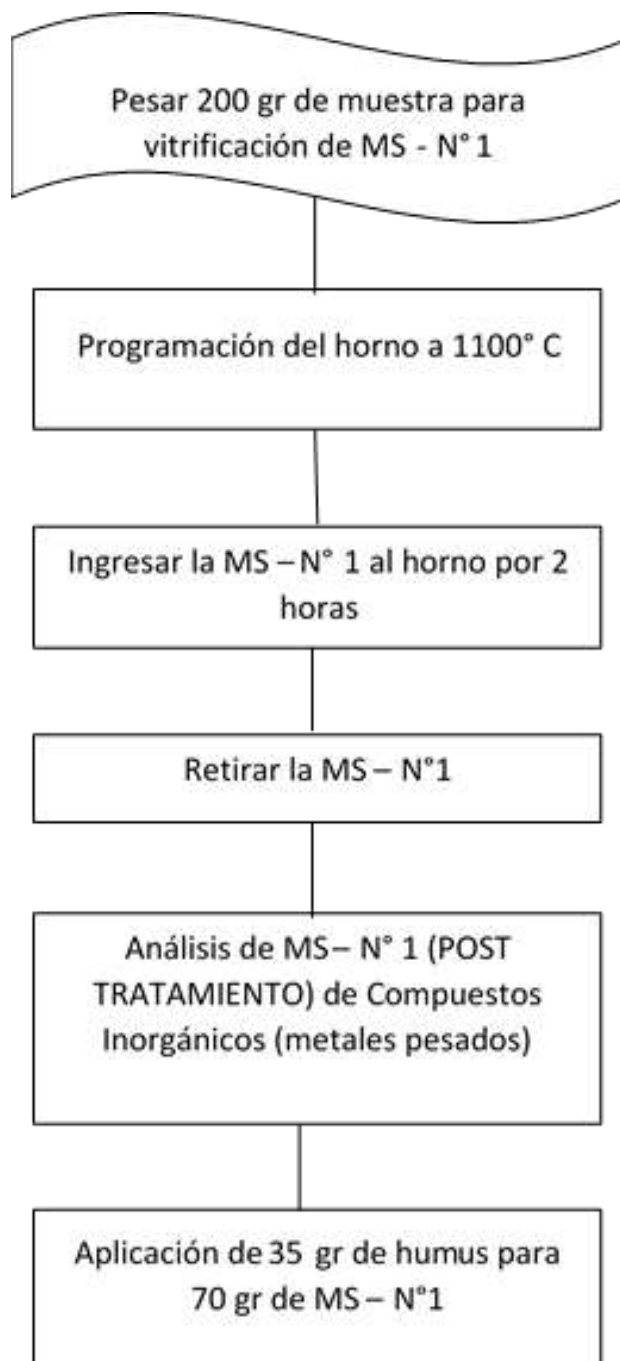 Pesar 200 gr de muestra para
vitrificación de MS - N° 1
Programación del horno a 1100° C
Ingresar la MS – N° 1 al horno por 2
horas
Retirar la MS – N°1
Análisis de MS – N° 1 (POST
TRATAMIENTO) de Compuestos
Inorgánicos (metales pesados)
Aplicación de 35 gr de humus para
70 gr de MS – N°1